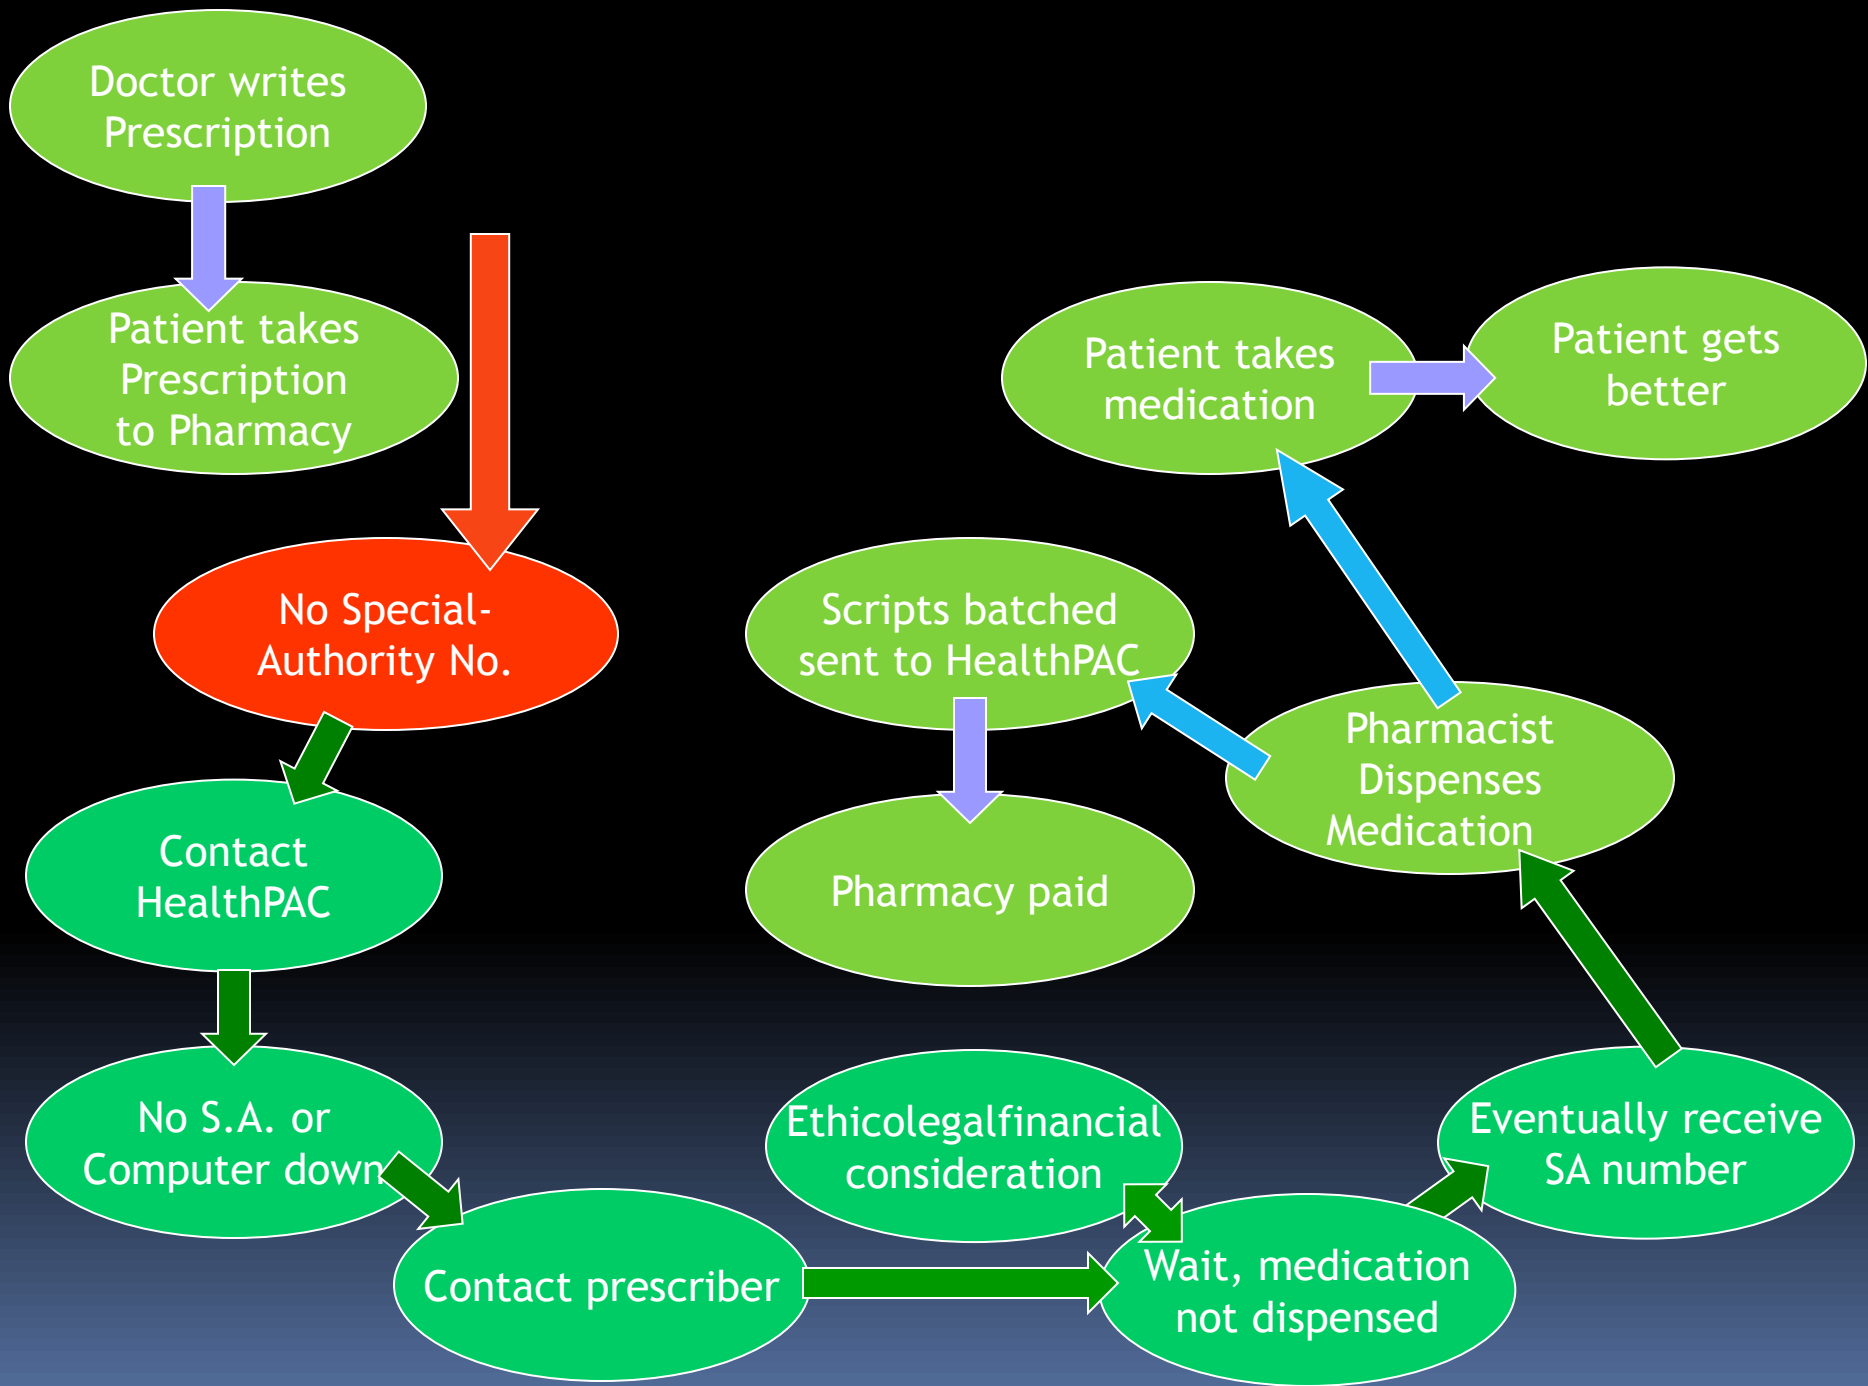 Doctor writes
Prescription
Patient takes
Prescription
to Pharmacy
No Special-
Authority No.
Contact
HealthPAC
No S.A. or
Computer down
Contact prescriber
Wait, medication
not dispensed
Ethicolegalfinancial
consideration
Eventually receive
SA number
Pharmacist
Dispenses
Medication
Scripts batched
sent to HealthPAC
Pharmacy paid
Patient takes
medication
Patient gets
better